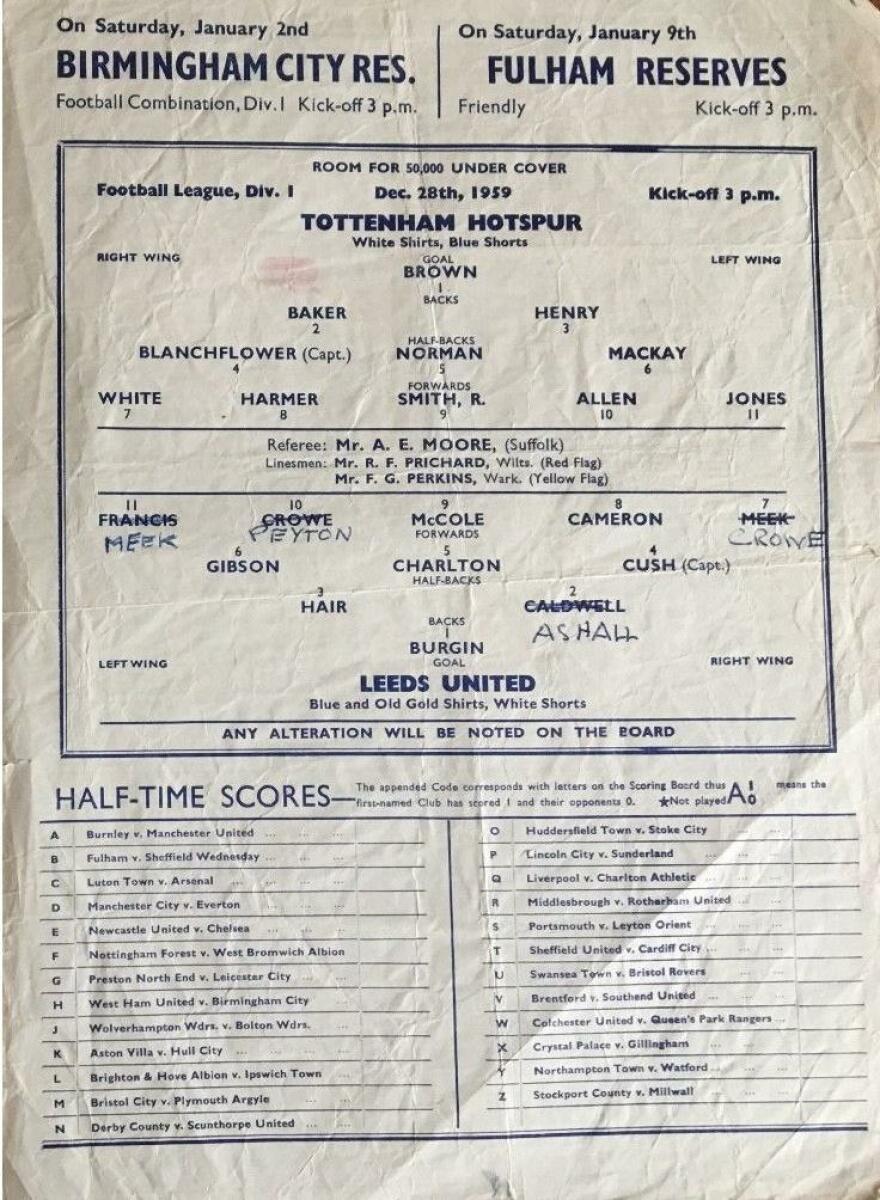 On Saturday, January 2nd
BIRMINGHAM CITY RES.
Football Combination, Div. I Kick-off 3 p.m.
On Saturday, January 9th
FULHAM RESERVES
Friendly Kick-off 3 p.m.
ROOM FOR 50,000 UNDER COVER
Football League, Div. I Dec. 28th, 1959 Kick-off 3 p.m.
TOTTENHAM HOTSPUR
White Shirts, Blue Shorts
RIGHT WING GOAL LEFT WING
BROWN
1
BACKS
BAKER HENRY
2 3
HALF-BACKS
BLANCHFLOWER (Capt.) NORMAN MACKAY
4 5 6
FORWARDS
WHITE HARMER SMITH, R. ALLEN JONES
7 8 9 10 11
Referee: Mr. A. E. MOORE, (Suffolk)
Linesmen: Mr. R. F. PRICHARD, Wilts. (Red Flag)
Mr. F. G. PERKINS, Wark. (Yellow Flag)
11 10 9 8 7
FRANCIS CROWE McCOLE CAMERON MEEK
MEEK PEYTON FORWARDS CROWE
6 5 4
GIBSON CHARLTON CUSH (Capt.)
HALF-BACKS
3 2
HAIR CALDWELL
BACKS ASHALL
1
BURGIN
LEFT WING GOAL RIGHT WING
LEEDS UNITED
Blue and Old Gold Shirts, White Shorts
ANY ALTERATION WILL BE NOTED ON THE BOARD
HALF-TIME SCORES—The appended Code corresponds with letters on the Scoring Board thus A 1 0 means the
first-named Club has scored 1 and their opponents 0. ★Not played
A Burnley v. Manchester United ... ... ...
B Fulham v. Sheffield Wednesday ... ... ...
C Luton Town v. Arsenal ... ... ... ...
D Manchester City v. Everton ... ... ...
E Newcastle United v. Chelsea ... ... ...
F Nottingham Forest v. West Bromwich Albion
G Preston North End v. Leicester City ... ...
H West Ham United v. Birmingham City ...
J Wolverhampton Wdrs. v. Bolton Wdrs. ...
K Aston Villa v. Hull City ... ... ... ...
L Brighton & Hove Albion v. Ipswich Town ...
M Bristol City v. Plymouth Argyle ... ...
N Derby County v. Scunthorpe United ... ...
O Huddersfield Town v. Stoke City ... ...
P Lincoln City v. Sunderland ... ... ...
Q Liverpool v. Charlton Athletic ... ... ...
R Middlesbrough v. Rotherham United ... ...
S Portsmouth v. Leyton Orient ... ... ...
T Sheffield United v. Cardiff City ... ... ...
U Swansea Town v. Bristol Rovers ... ...
V Brentford v. Southend United ... ... ...
W Colchester United v. Queen's Park Rangers ...
X Crystal Palace v. Gillingham ... ...
Y Northampton Town v. Watford ... ... ...
Z Stockport County v. Millwall ... ... ...